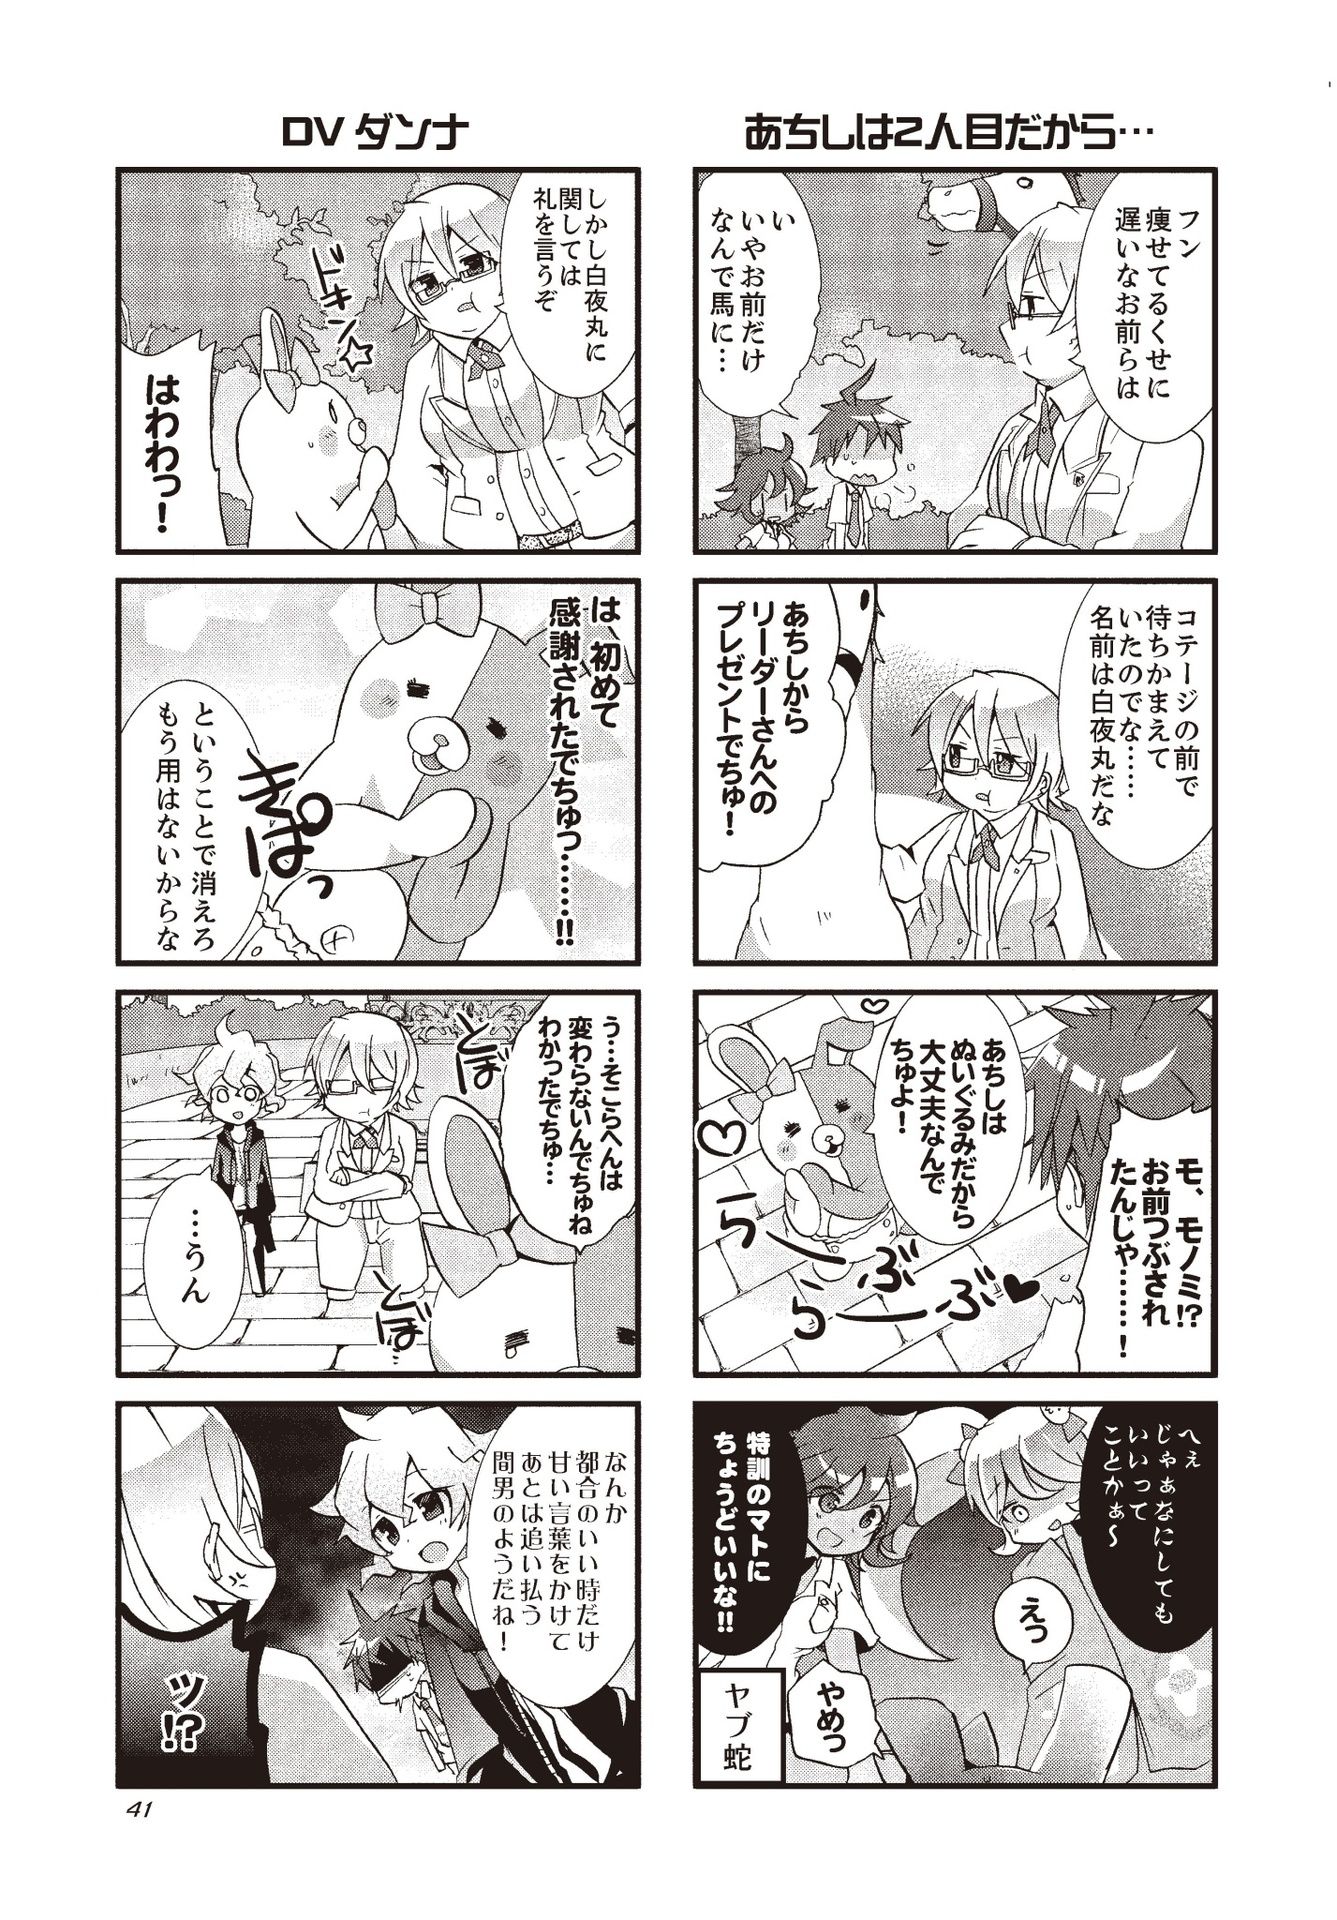 あちしは2人目だから…
フン
痩せてるくせに
遅いなお前らは
い
いやお前だけ
なんで馬に…
コテージの前で
待ちかまえて
いたのでな……
名前は白夜丸だな
あちしから
リーダーさんへの
プレゼントでちゅ！
モ、モノミ!?
お前つぶされ
たんじゃ……！
あちしは
ぬいぐるみだから
大丈夫なんで
ちゅよ！
らーぶ
らーぶ♥
へぇ
じゃぁなにしても
いいって
ことかぁ〜
えっ
特訓のマトに
ちょうどいいな!!
やめっ
ヤブ蛇
DVダンナ
しかし白夜丸に
関しては
礼を言うぞ
ドキン☆
はわわっ！
は 初めて
感謝されたでちゅっ……!!
きぱっ
ということで消えろ
もう用はないからな
う…そこらへんは
変わらないんでちゅね
わかったでちゅ…
とぼ
とぼ…
…うん
なんか
都合のいい時だけ
甘い言葉をかけて
あとは追い払う
間男のようだね！
ッ!?
41